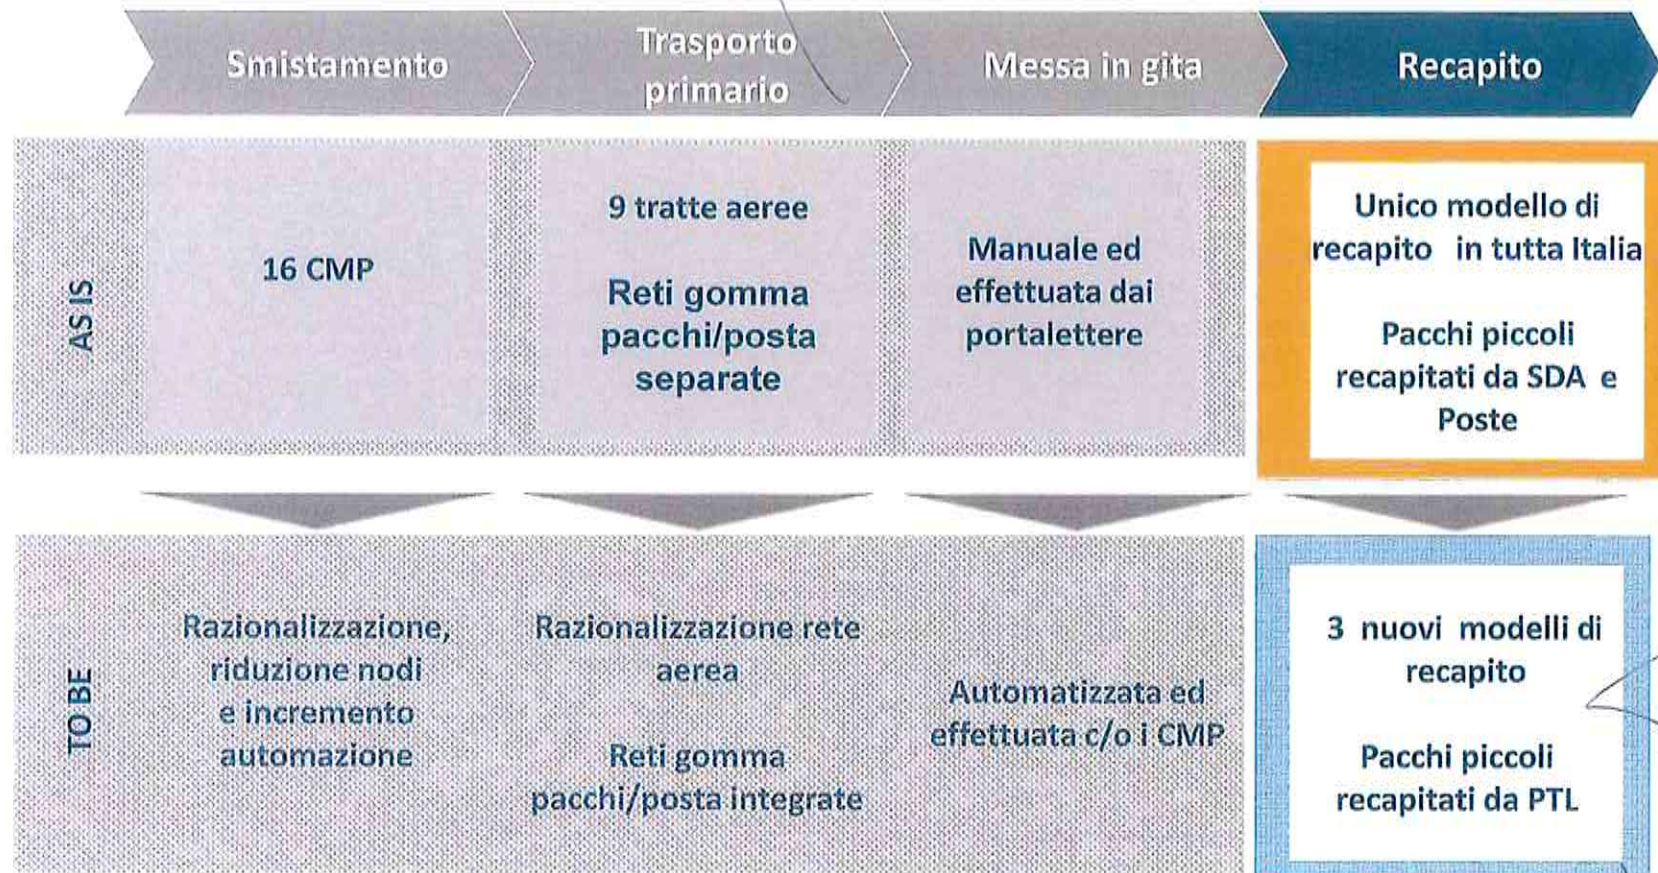 Smistamento
Trasporto
primario
Messa in gita
Recapito
AS IS
16 CMP
9 tratte aeree
Reti gomma
pacchi/posta
separate
Manuale ed
effettuata dai
portalettere
Unico modello di
recapito in tutta Italia
Pacchi piccoli
recapitati da SDA e
Poste
TO BE
Razionalizzazione,
riduzione nodi
e incremento
automazione
Razionalizzazione rete
aerea
Reti gomma
pacchi/posta integrate
Automatizzata ed
effettuata c/o i CMP
3 nuovi modelli di
recapito
Pacchi piccoli
recapitati da PTL